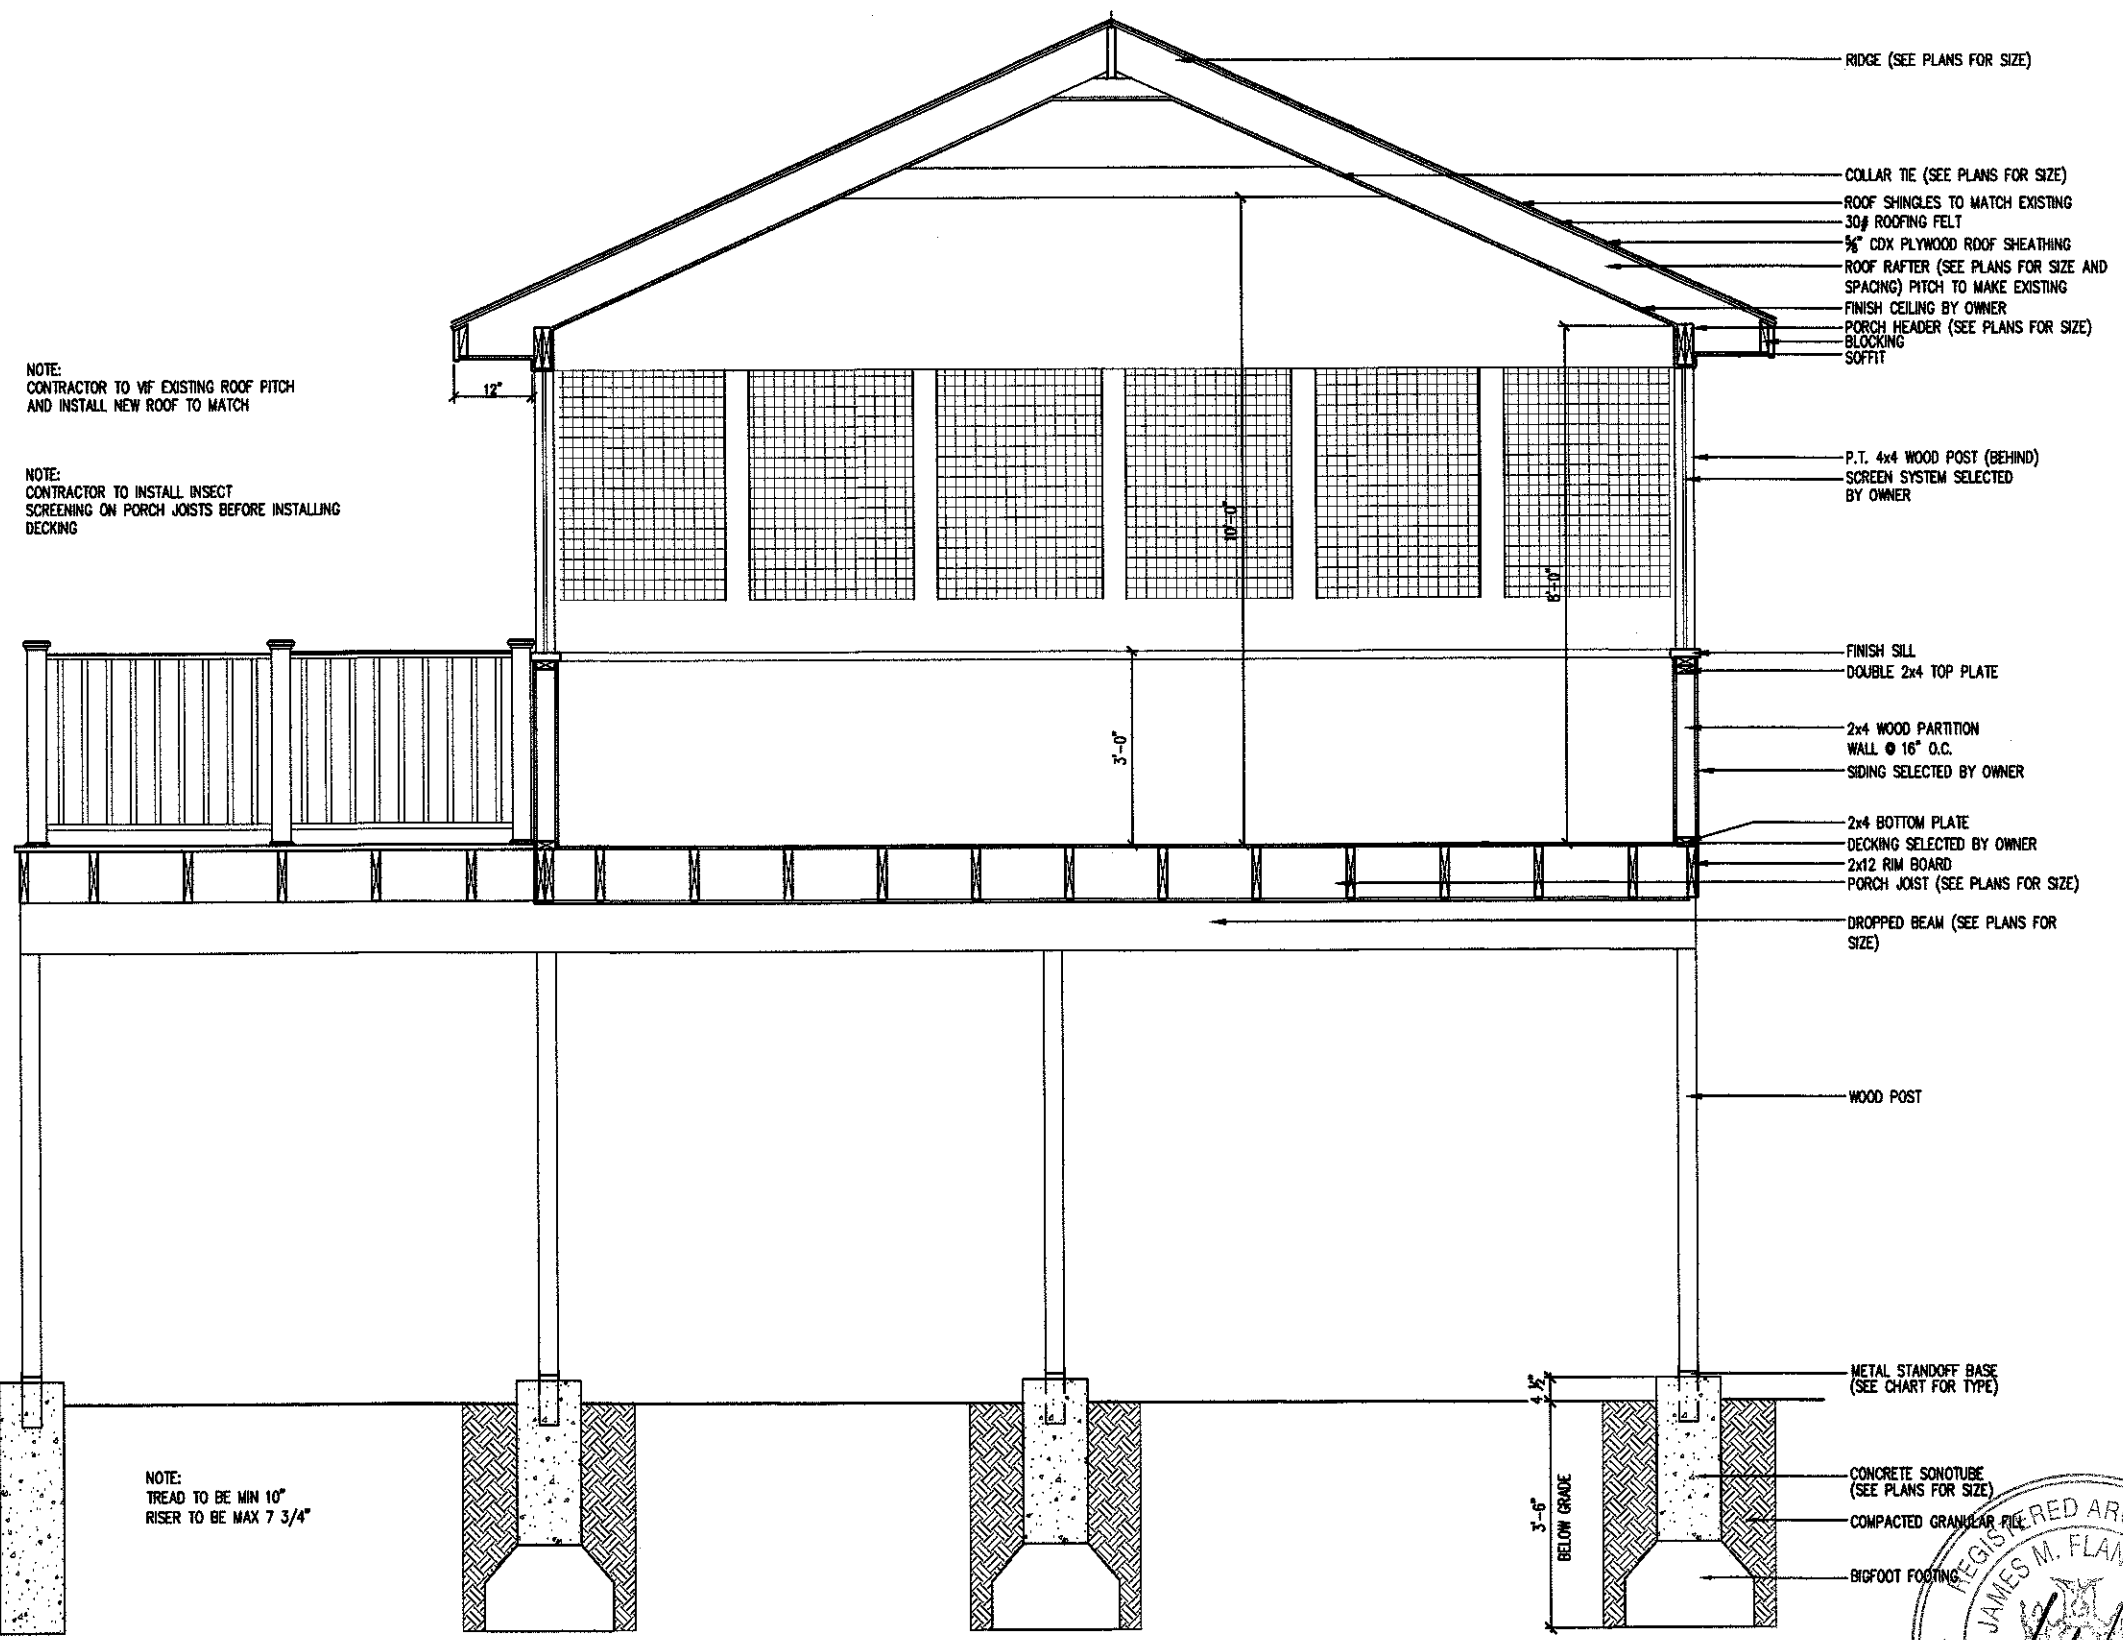 RIDGE (SEE PLANS FOR SIZE)
COLLAR TIE (SEE PLANS FOR SIZE)
ROOF SHINGLES TO MATCH EXISTING
30# ROOFING FELT
5/8" CDX PLYWOOD ROOF SHEATHING
ROOF RAFTER (SEE PLANS FOR SIZE AND
SPACING) PITCH TO MAKE EXISTING
FINISH CEILING BY OWNER
PORCH HEADER (SEE PLANS FOR SIZE)
BLOCKING
SOFFIT
NOTE:
CONTRACTOR TO VIF EXISTING ROOF PITCH
AND INSTALL NEW ROOF TO MATCH
12"
NOTE:
CONTRACTOR TO INSTALL INSECT
SCREENING ON PORCH JOISTS BEFORE INSTALLING
DECKING
P.T. 4x4 WOOD POST (BEHIND)
SCREEN SYSTEM SELECTED
BY OWNER
10'-0"
8'-0"
3'-0"
FINISH SILL
DOUBLE 2x4 TOP PLATE
2x4 WOOD PARTITION
WALL @ 16" O.C.
SIDING SELECTED BY OWNER
2x4 BOTTOM PLATE
DECKING SELECTED BY OWNER
2x12 RIM BOARD
PORCH JOIST (SEE PLANS FOR SIZE)
DROPPED BEAM (SEE PLANS FOR
SIZE)
WOOD POST
METAL STANDOFF BASE
(SEE CHART FOR TYPE)
4 ½"
3'-6"
BELOW GRADE
NOTE:
TREAD TO BE MIN 10"
RISER TO BE MAX 7 3/4"
CONCRETE SONOTUBE
(SEE PLANS FOR SIZE)
COMPACTED GRANULAR FILL
BIGFOOT FOOTING
REGISTERED AR
JAMES M. FLAN